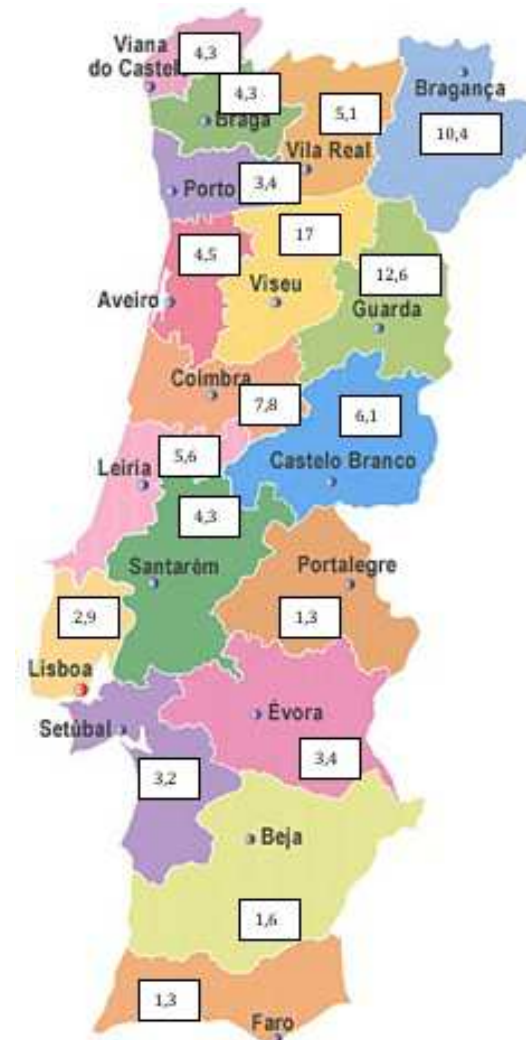 Viana
do Castelo
4,3
4,3
Braga
5,1
Vila Real
Bragança
10,4
Porto
3,4
4,5
17
Aveiro
Viseu
12,6
Guarda
Coimbra
7,8
6,1
Castelo Branco
5,6
Leiria
4,3
Santarém
Portalegre
1,3
2,9
Lisboa
Setúbal
Évora
3,4
3,2
Beja
1,6
1,3
Faro